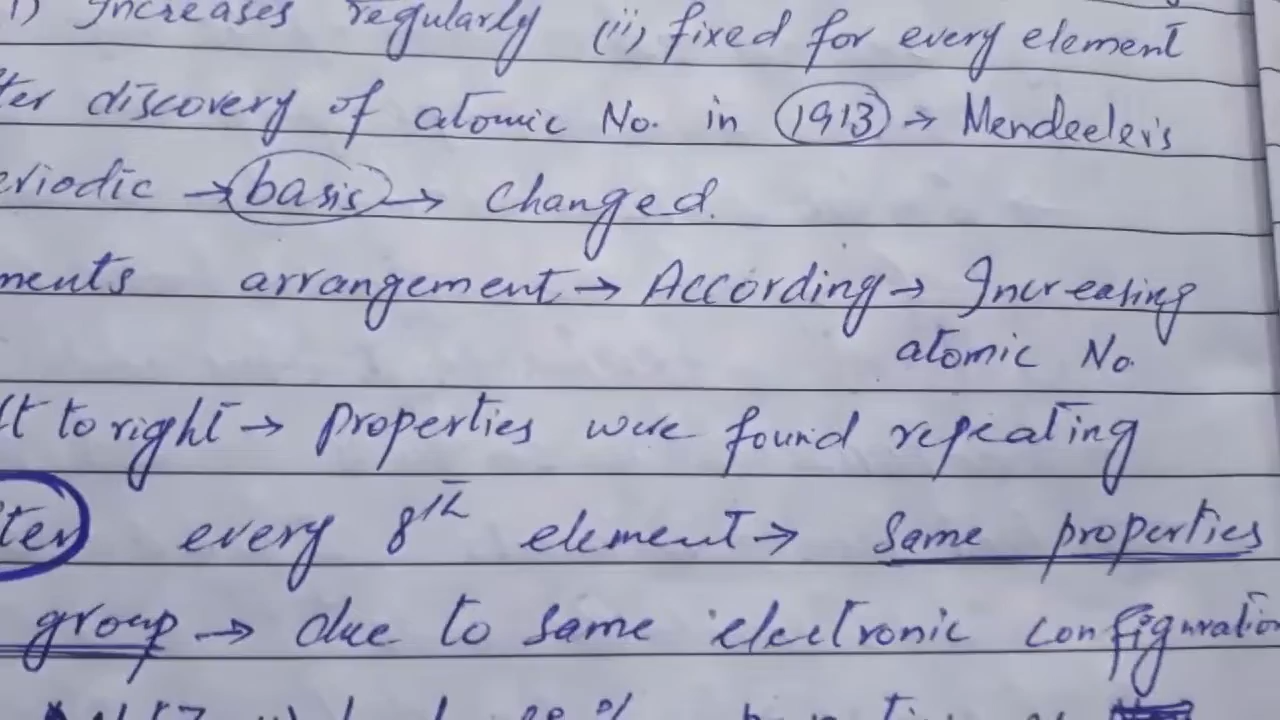 i) Increases regularly (ii) fixed for every element
ter discovery of atomic No. in 1913 → Mendeelev's
eriodic → basis → changed.
ments arrangement → According → Increasing
atomic No.
ft to right → Properties were found repeating
ter every 8th element → Same properties
group → due to same electronic configuration